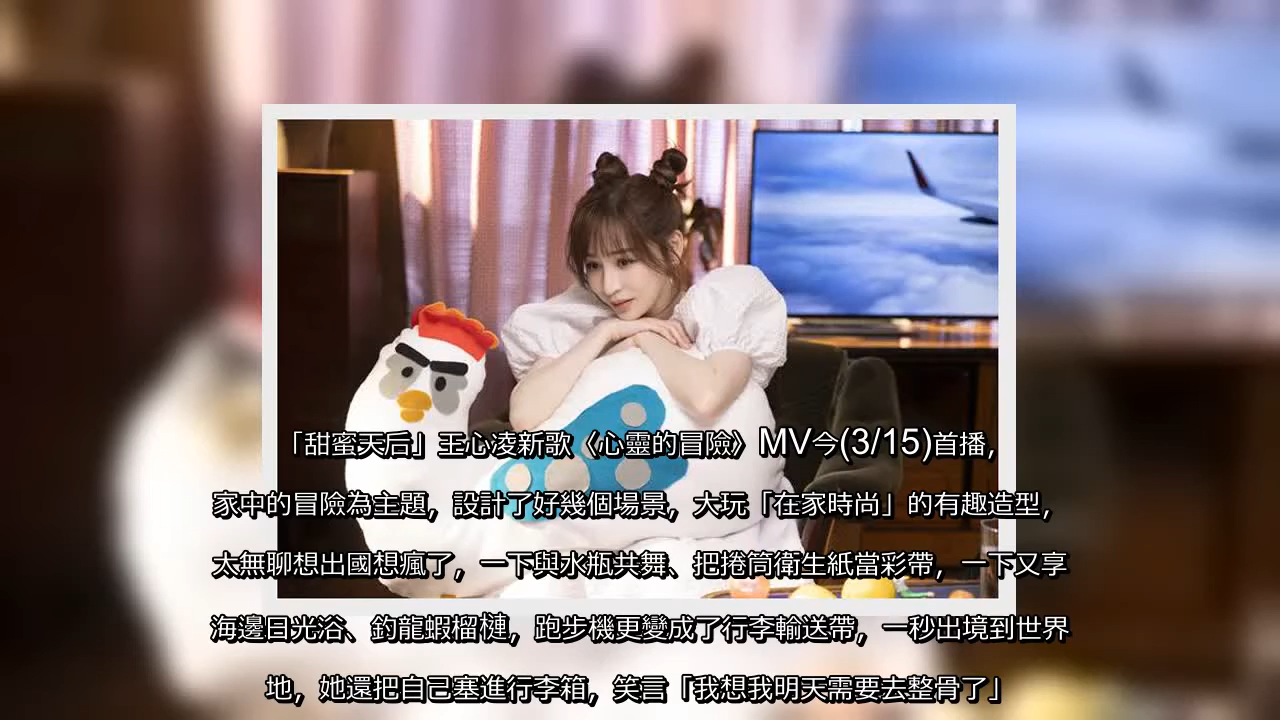 「甜蜜天后」王心凌新歌《心靈的冒險》MV今(3/15)首播，
家中的冒險為主題，設計了好幾個場景，大玩「在家時尚」的有趣造型，
太無聊想出國想瘋了，一下與水瓶共舞、把捲筒衛生紙當彩帶，一下又享
海邊日光浴、釣龍蝦榴槤，跑步機更變成了行李輸送帶，一秒出境到世界
地，她還把自己塞進行李箱，笑言「我想我明天需要去整骨了」